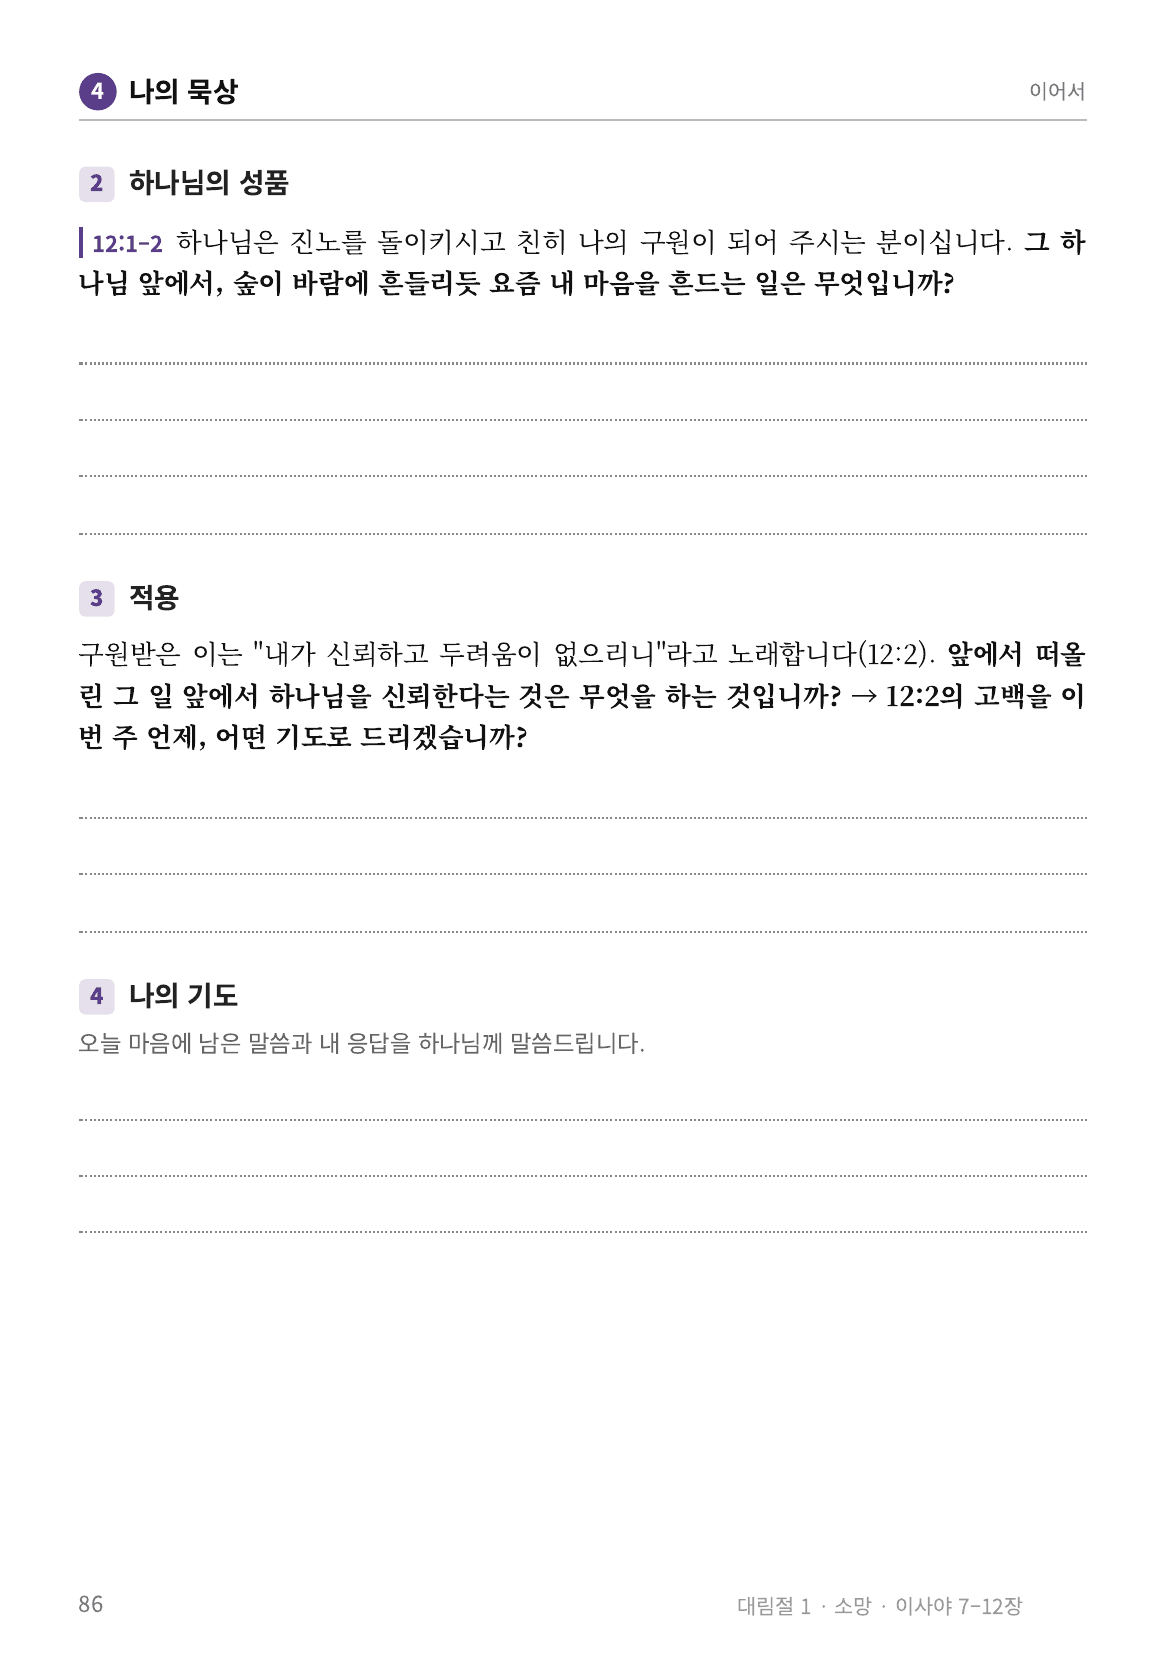 4 나의 묵상
이어서
2 하나님의 성품
12:1–2 하나님은 진노를 돌이키시고 친히 나의 구원이 되어 주시는 분이십니다. 그 하
나님 앞에서, 숲이 바람에 흔들리듯 요즘 내 마음을 흔드는 일은 무엇입니까?
3 적용
구원받은 이는 "내가 신뢰하고 두려움이 없으리니"라고 노래합니다(12:2). 앞에서 떠올
린 그 일 앞에서 하나님을 신뢰한다는 것은 무엇을 하는 것입니까? → 12:2의 고백을 이
번 주 언제, 어떤 기도로 드리겠습니까?
4 나의 기도
오늘 마음에 남은 말씀과 내 응답을 하나님께 말씀드립니다.
86
대림절 1 · 소망 · 이사야 7–12장